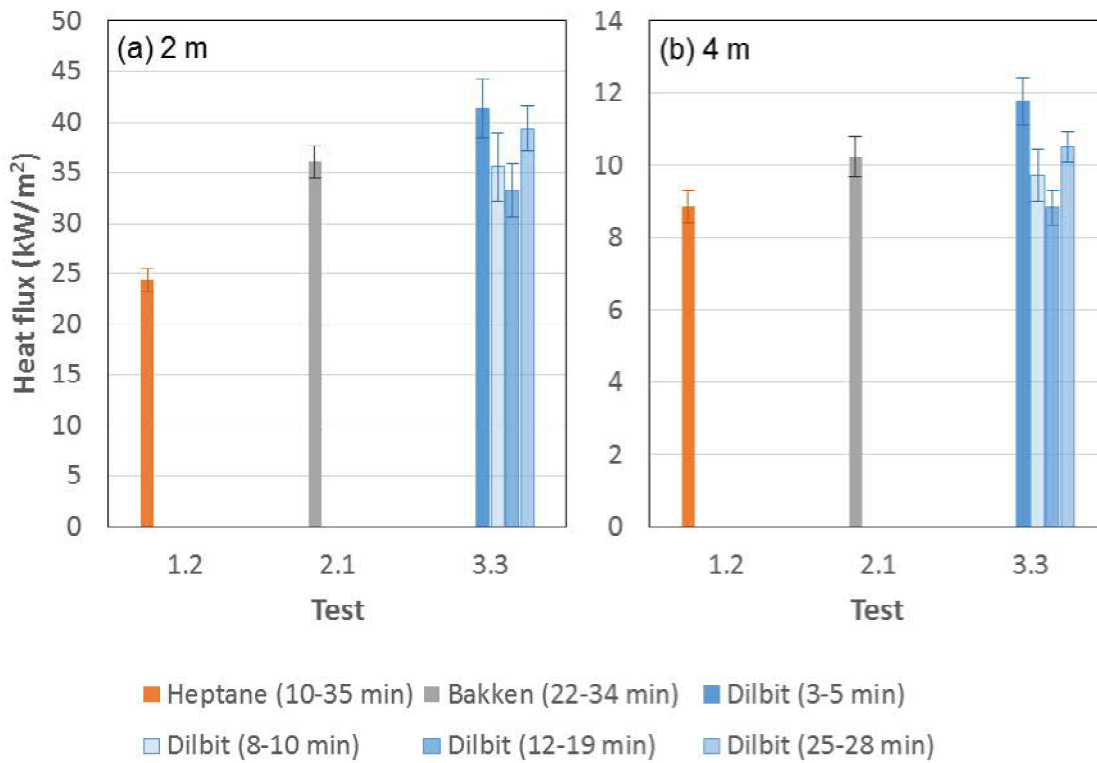 (a) 2 m
50
45
40
35
30
25
20
15
10
5
0
Heat flux (kW/m²)
1.2 2.1 3.3
Test
(b) 4 m
14
12
10
8
6
4
2
0
1.2 2.1 3.3
Test
Heptane (10-35 min) Bakken (22-34 min) Dilbit (3-5 min)
Dilbit (8-10 min) Dilbit (12-19 min) Dilbit (25-28 min)